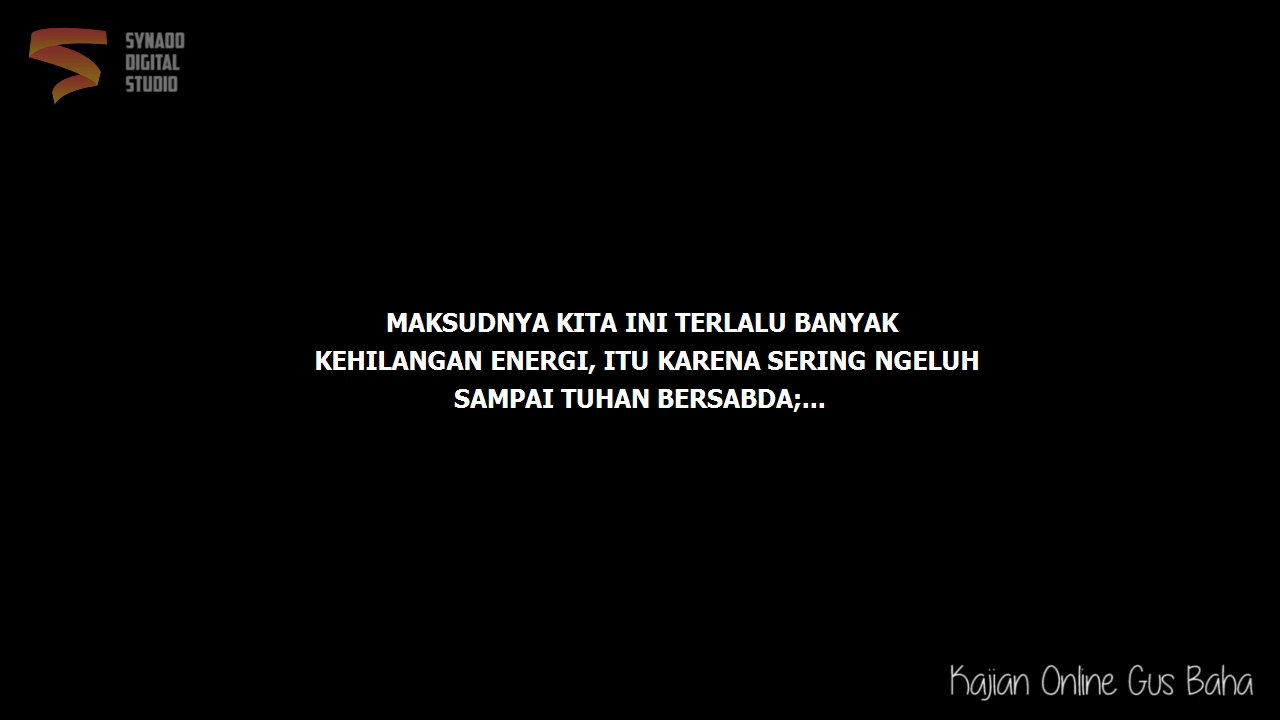 SYNADO
DIGITAL
STUDIO
MAKSUDNYA KITA INI TERLALU BANYAK
KEHILANGAN ENERGI, ITU KARENA SERING NGELUH
SAMPAI TUHAN BERSABDA;...
Kajian Online Gus Baha